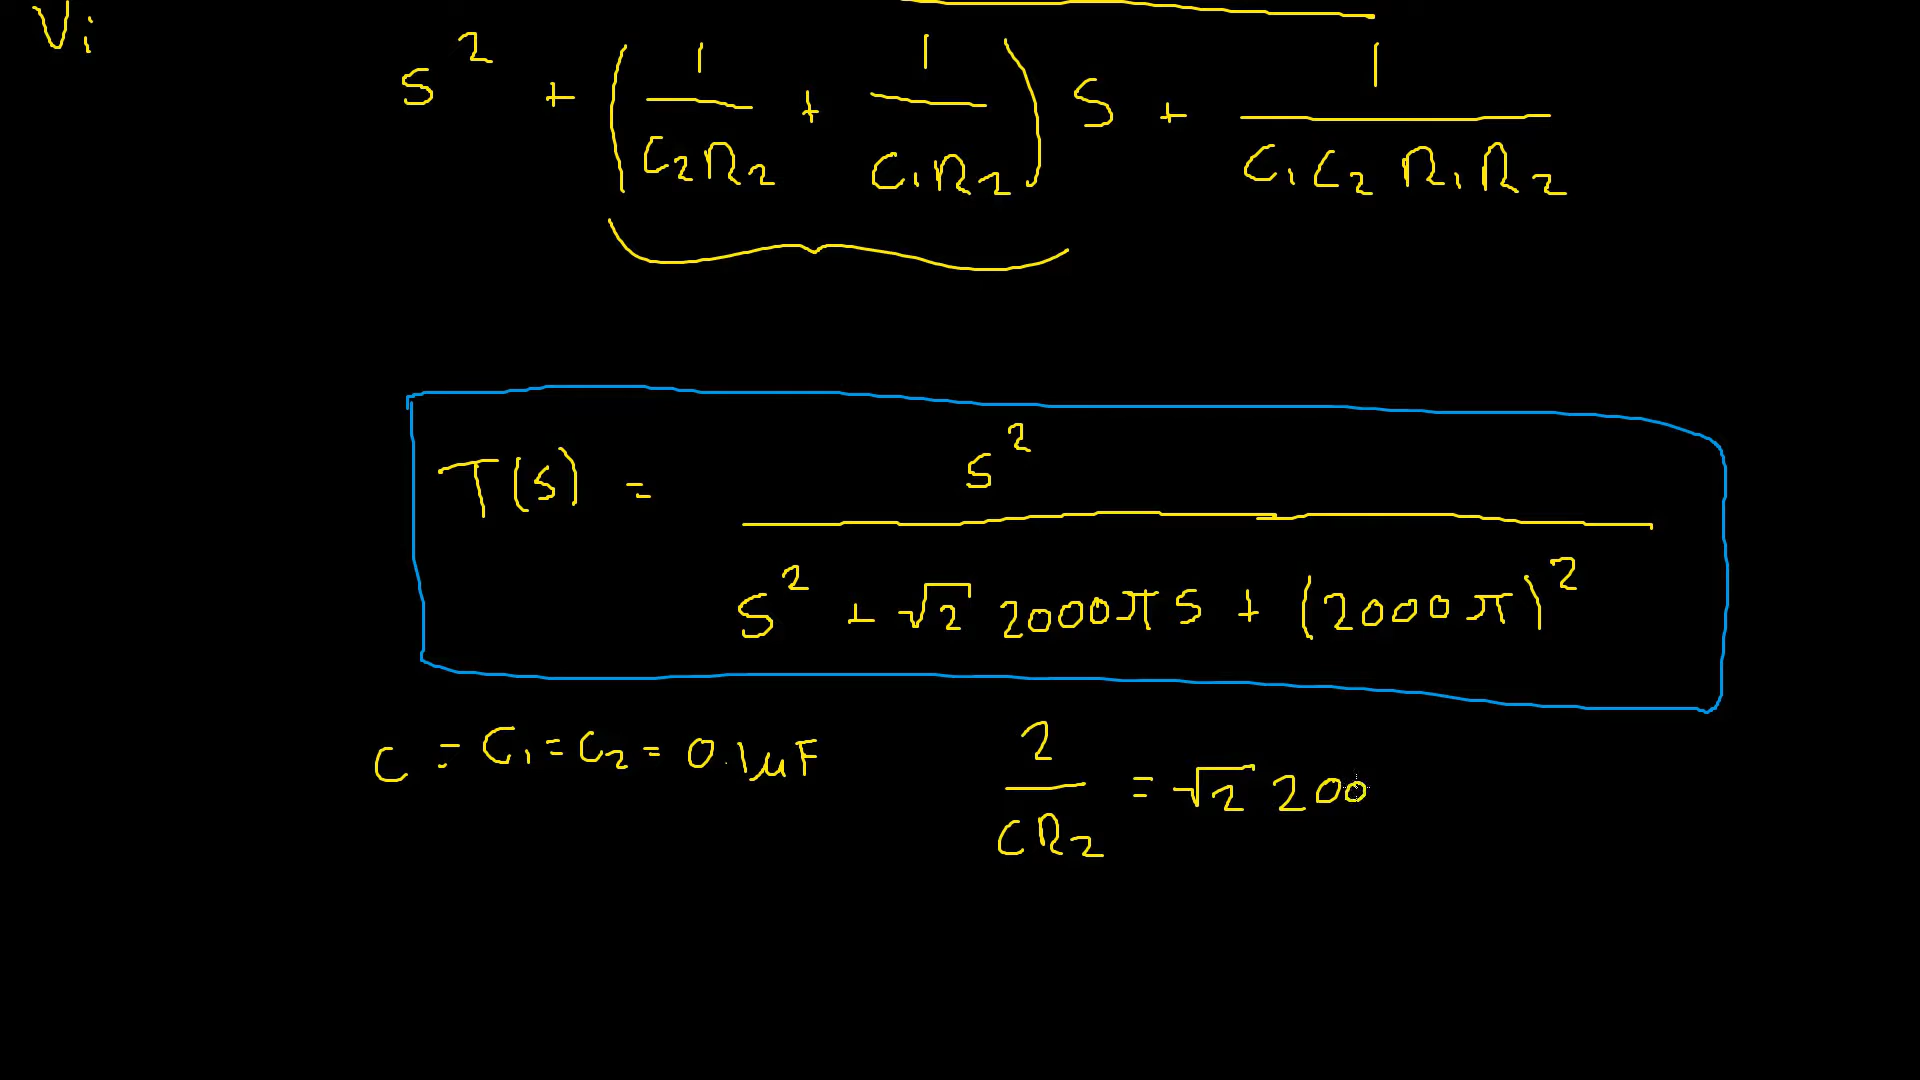 Vi
s² + (1/(C₂R₂) + 1/(C₁R₂)) s + 1/(C₁C₂R₁R₂)
T(s) = s² / (s² + √2 2000π s + (2000π)²)
C = C₁ = C₂ = 0.1μF
2/(CR₂) = √2 200